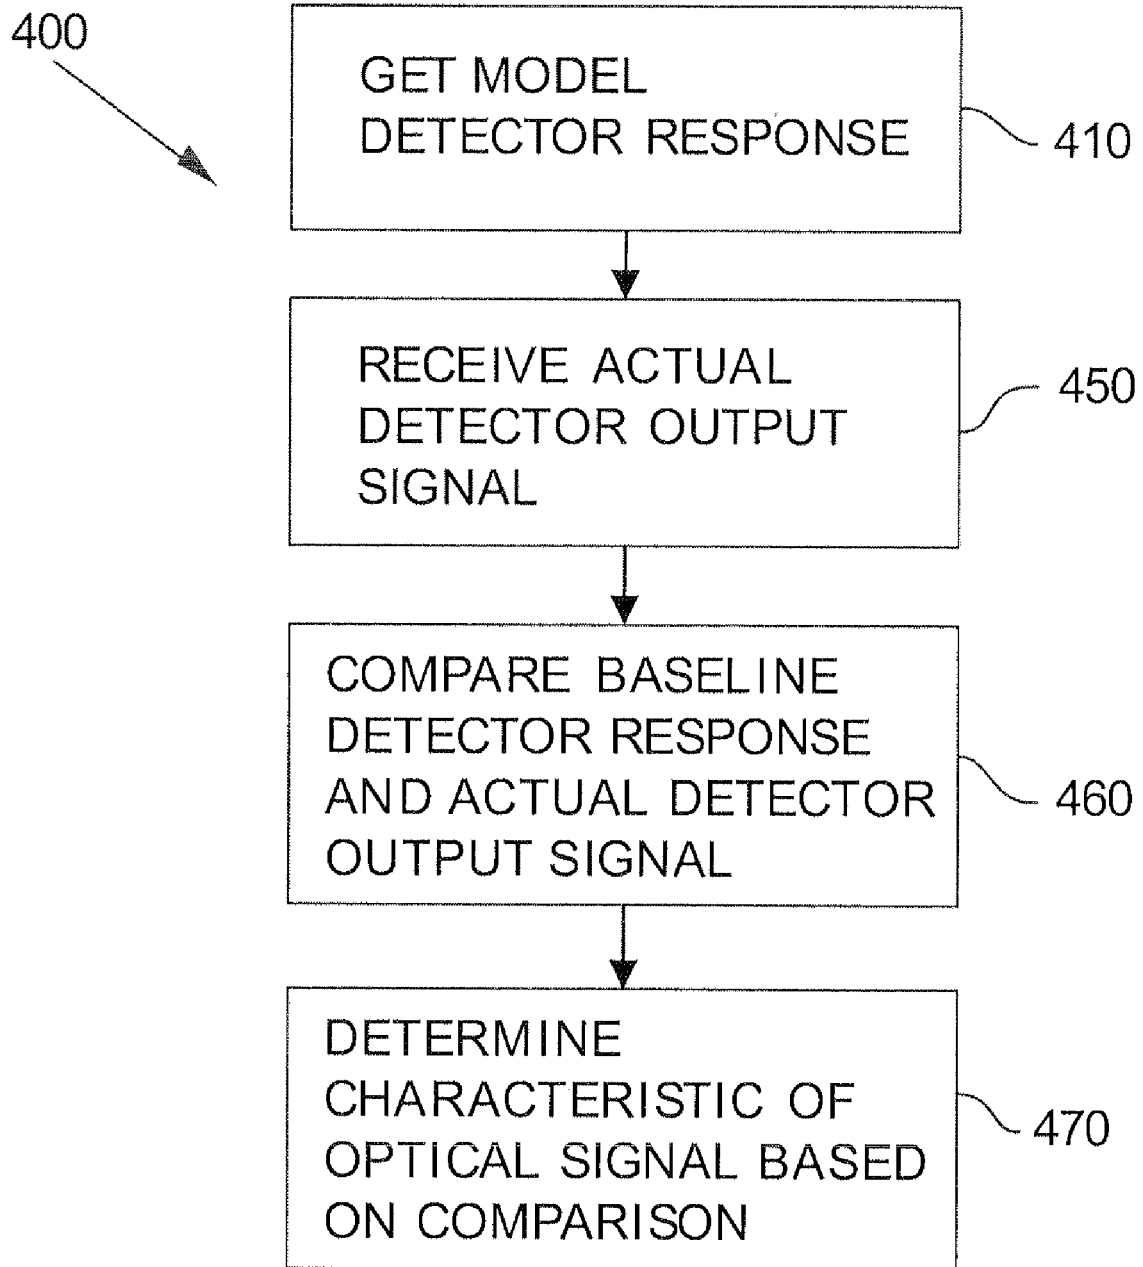 400
GET MODEL
DETECTOR RESPONSE
410
RECEIVE ACTUAL
DETECTOR OUTPUT
SIGNAL
450
COMPARE BASELINE
DETECTOR RESPONSE
AND ACTUAL DETECTOR
OUTPUT SIGNAL
460
DETERMINE
CHARACTERISTIC OF
OPTICAL SIGNAL BASED
ON COMPARISON
470